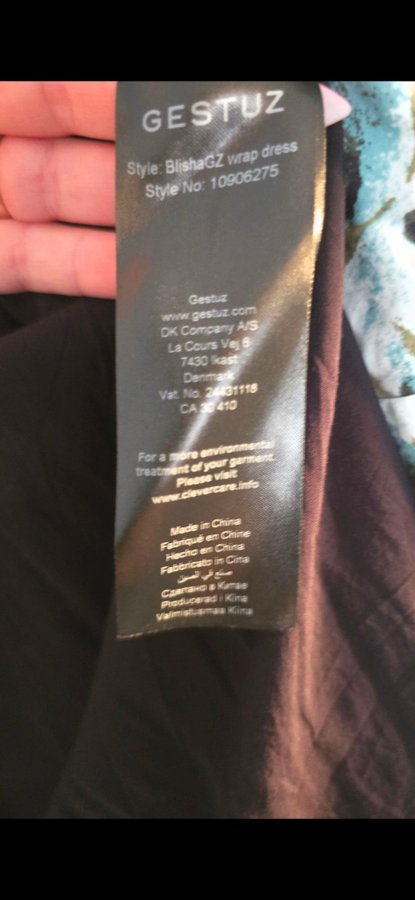 GESTUZ
Style: BlishaGZ wrap dress
Style No: 10906275
Gestuz
www.gestuz.com
DK Company A/S
La Cours Vej 6
7430 Ikast
Denmark
Vat. No. 24431118
CA 30 410
For a more environmental
treatment of your garment.
Please visit
www.clevercare.info
Made in China
Fabriqué en Chine
Hecho en China
Fabbricato in Cina
صنع في الصين
Сделано в Китае
Producerad i Kina
Valmistusmaa Kiina